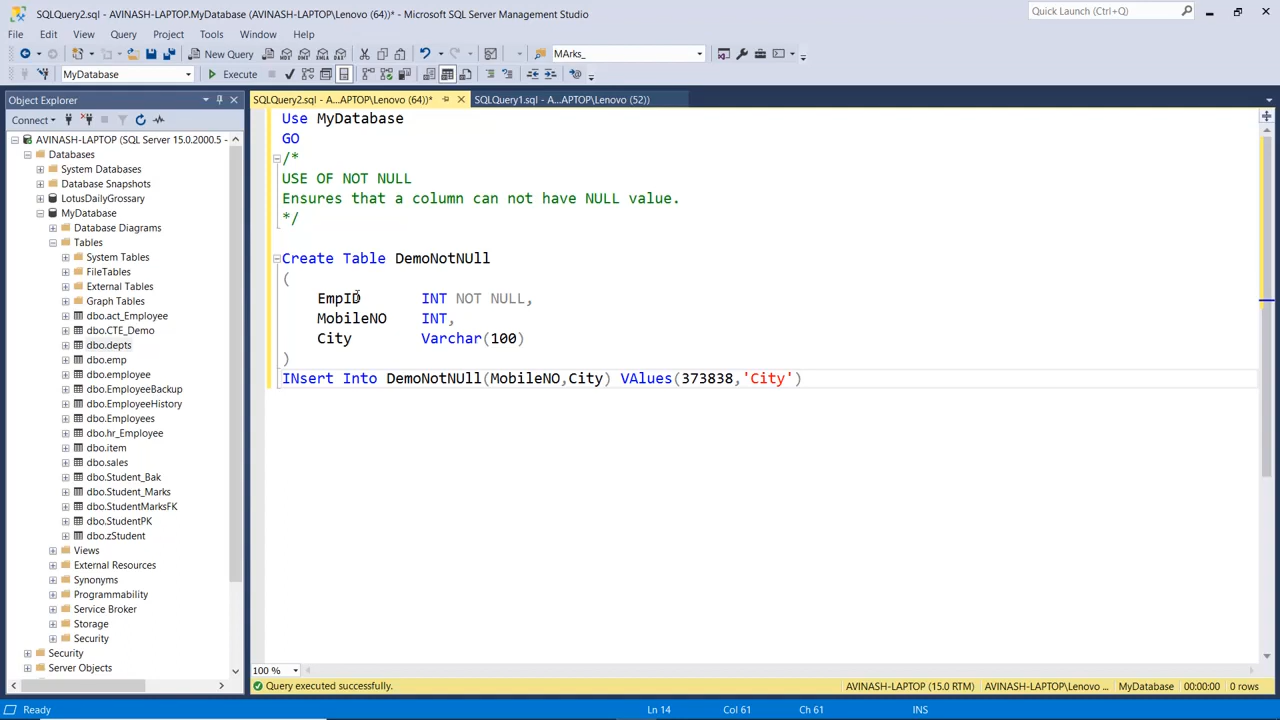 SQLQuery2.sql - AVINASH-LAPTOP.MyDatabase (AVINASH-LAPTOP\Lenovo (64))* - Microsoft SQL Server Management Studio
Quick Launch (Ctrl+Q)
File Edit View Query Project Tools Window Help
New Query MDX DMX XMLA DAX MArks_
MyDatabase Execute
Object Explorer
SQLQuery2.sql - A...APTOP\Lenovo (64))* SQLQuery1.sql - A...APTOP\Lenovo (52))
Connect
AVINASH-LAPTOP (SQL Server 15.0.2000.5 -
Databases
System Databases
Database Snapshots
LotusDailyGrossary
MyDatabase
Database Diagrams
Tables
System Tables
FileTables
External Tables
Graph Tables
dbo.act_Employee
dbo.CTE_Demo
dbo.depts
dbo.emp
dbo.employee
dbo.EmployeeBackup
dbo.EmployeeHistory
dbo.Employees
dbo.hr_Employee
dbo.item
dbo.sales
dbo.Student_Bak
dbo.Student_Marks
dbo.StudentMarksFK
dbo.StudentPK
dbo.zStudent
Views
External Resources
Synonyms
Programmability
Service Broker
Storage
Security
Security
Server Objects
Use MyDatabase
GO
/*
USE OF NOT NULL
Ensures that a column can not have NULL value.
*/
Create Table DemoNotNUll
(
EmpID INT NOT NULL,
MobileNO INT,
City Varchar(100)
)
INsert Into DemoNotNUll(MobileNO,City) VAlues(373838,'City')
100 %
Query executed successfully. AVINASH-LAPTOP (15.0 RTM) AVINASH-LAPTOP\Lenovo ... MyDatabase 00:00:00 0 rows
Ready Ln 14 Col 61 Ch 61 INS